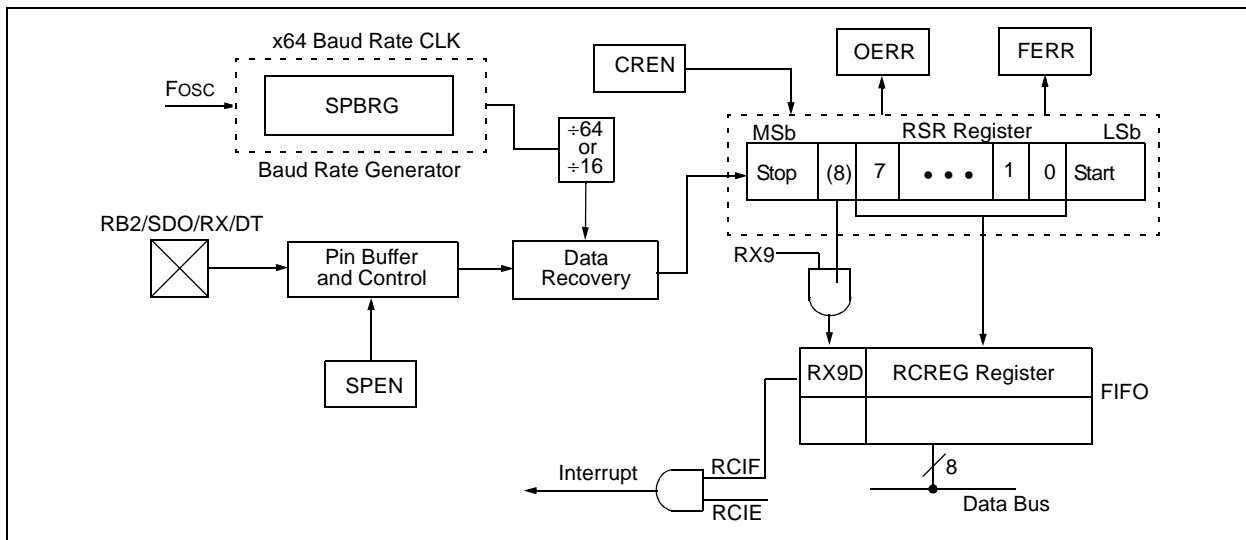 x64 Baud Rate CLK
FOSC
SPBRG
Baud Rate Generator
÷64
or
÷16
CREN
OERR
FERR
MSb
RSR Register
LSb
Stop
(8)
7
• • •
1
0
Start
RB2/SDO/RX/DT
Pin Buffer
and Control
Data
Recovery
RX9
SPEN
RX9D
RCREG Register
FIFO
Interrupt
RCIF
RCIE
8
Data Bus